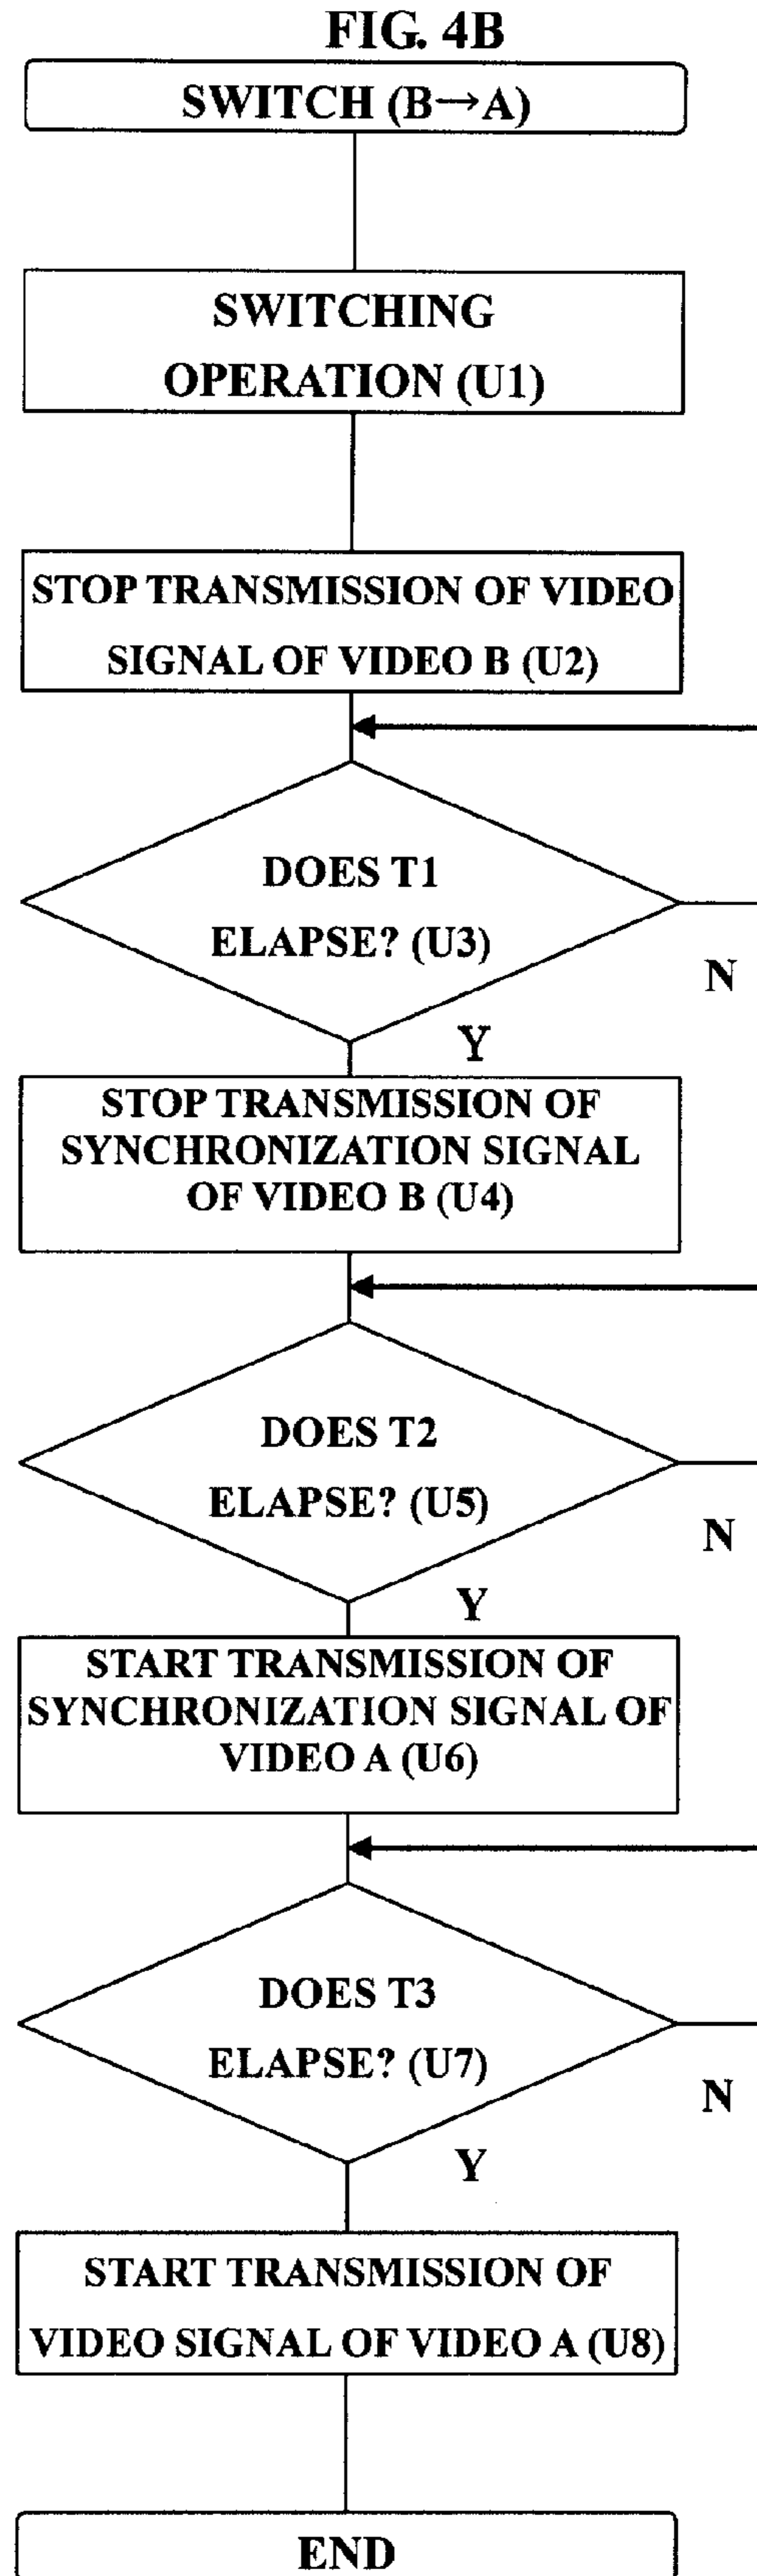 FIG. 4B
SWITCH (B→A)
SWITCHING
OPERATION (U1)
STOP TRANSMISSION OF VIDEO
SIGNAL OF VIDEO B (U2)
DOES T1
ELAPSE? (U3)
N
Y
STOP TRANSMISSION OF
SYNCHRONIZATION SIGNAL
OF VIDEO B (U4)
DOES T2
ELAPSE? (U5)
N
Y
START TRANSMISSION OF
SYNCHRONIZATION SIGNAL OF
VIDEO A (U6)
DOES T3
ELAPSE? (U7)
N
Y
START TRANSMISSION OF
VIDEO SIGNAL OF VIDEO A (U8)
END